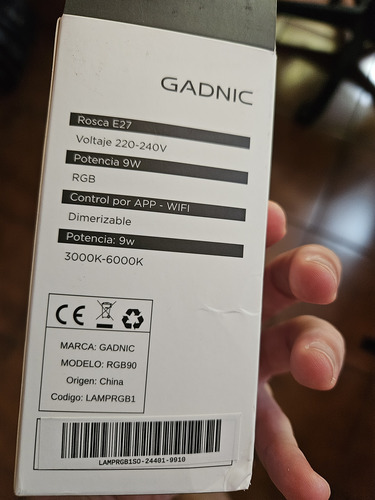 GADNIC
Rosca E27
Voltaje 220-240V
Potencia 9W
RGB
Control por APP - WIFI
Dimerizable
Potencia: 9w
3000K-6000K
CE
MARCA: GADNIC
MODELO: RGB90
Origen: China
Codigo: LAMPRGB1
LAMPRGB1SO-24401-9910